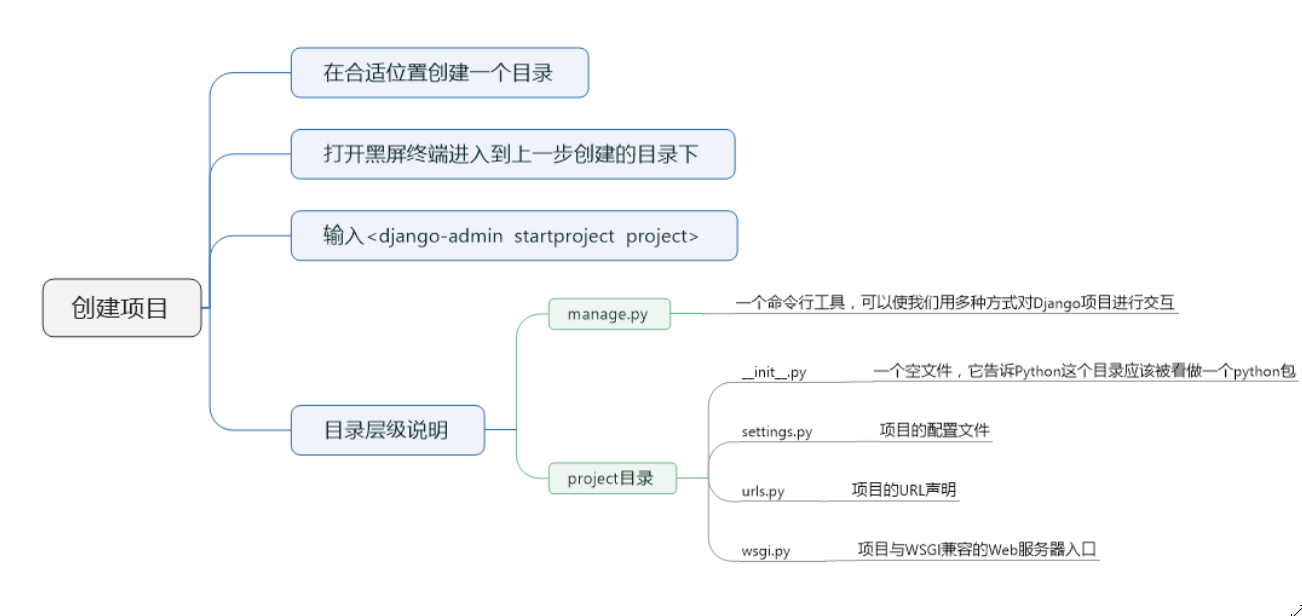 在合适位置创建一个目录
打开黑屏终端进入到上一步创建的目录下
输入<django-admin startproject project>
创建项目
目录层级说明
manage.py
一个命令行工具，可以使我们用多种方式对Django项目进行交互
project目录
__init__.py
一个空文件，它告诉Python这个目录应该被看做一个python包
settings.py
项目的配置文件
urls.py
项目的URL声明
wsgi.py
项目与WSGI兼容的Web服务器入口